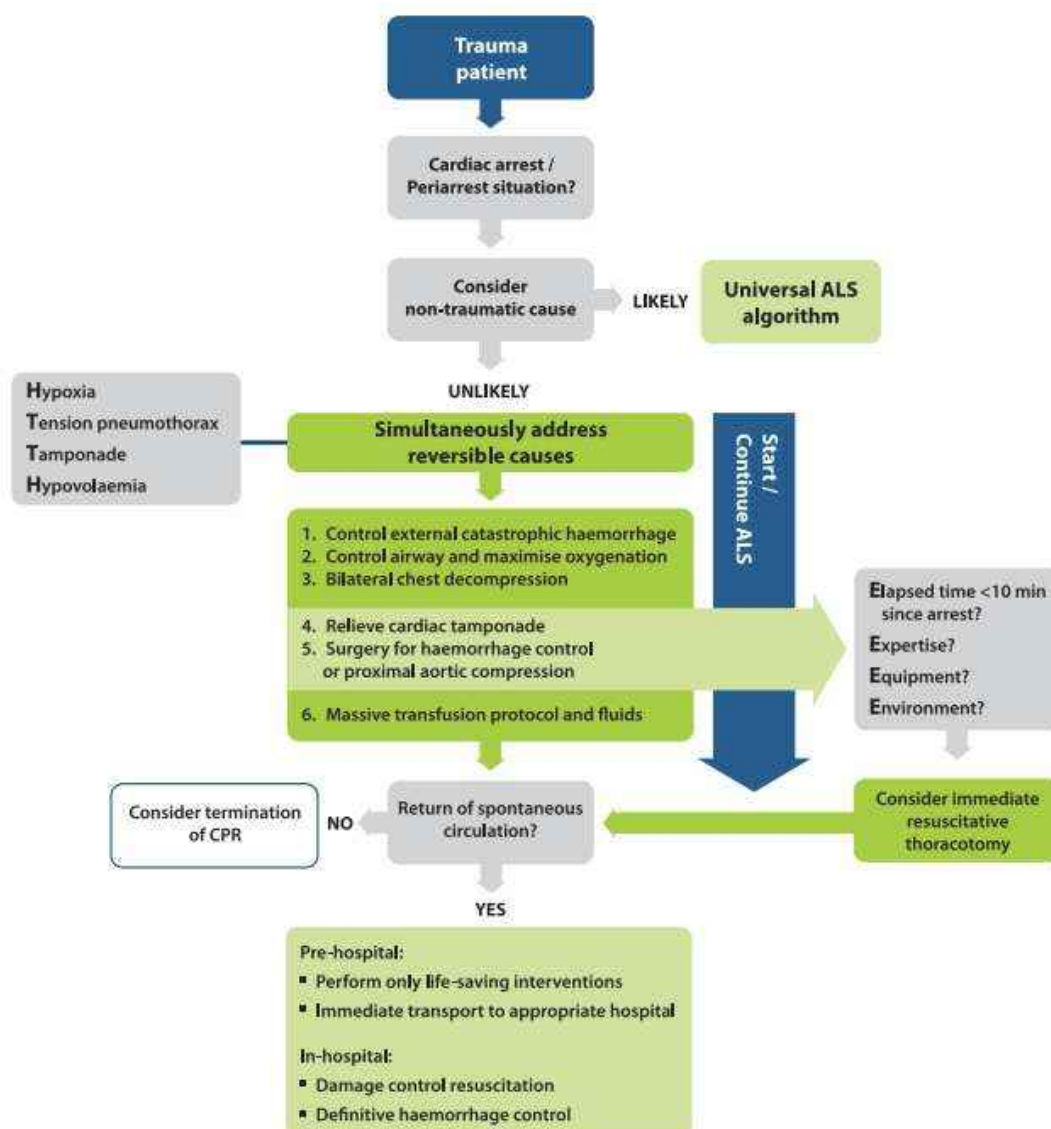 Trauma
patient
Cardiac arrest /
Periarrest situation?
Consider
non-traumatic cause
LIKELY
Universal ALS
algorithm
UNLIKELY
Hypoxia
Tension pneumothorax
Tamponade
Hypovolaemia
Simultaneously address
reversible causes
Start /
Continue ALS
1. Control external catastrophic haemorrhage
2. Control airway and maximise oxygenation
3. Bilateral chest decompression
4. Relieve cardiac tamponade
5. Surgery for haemorrhage control
or proximal aortic compression
6. Massive transfusion protocol and fluids
Elapsed time <10 min
since arrest?
Expertise?
Equipment?
Environment?
Consider immediate
resuscitative
thoracotomy
Return of spontaneous
circulation?
NO
Consider termination
of CPR
YES
Pre-hospital:
▪ Perform only life-saving interventions
▪ Immediate transport to appropriate hospital
In-hospital:
▪ Damage control resuscitation
▪ Definitive haemorrhage control